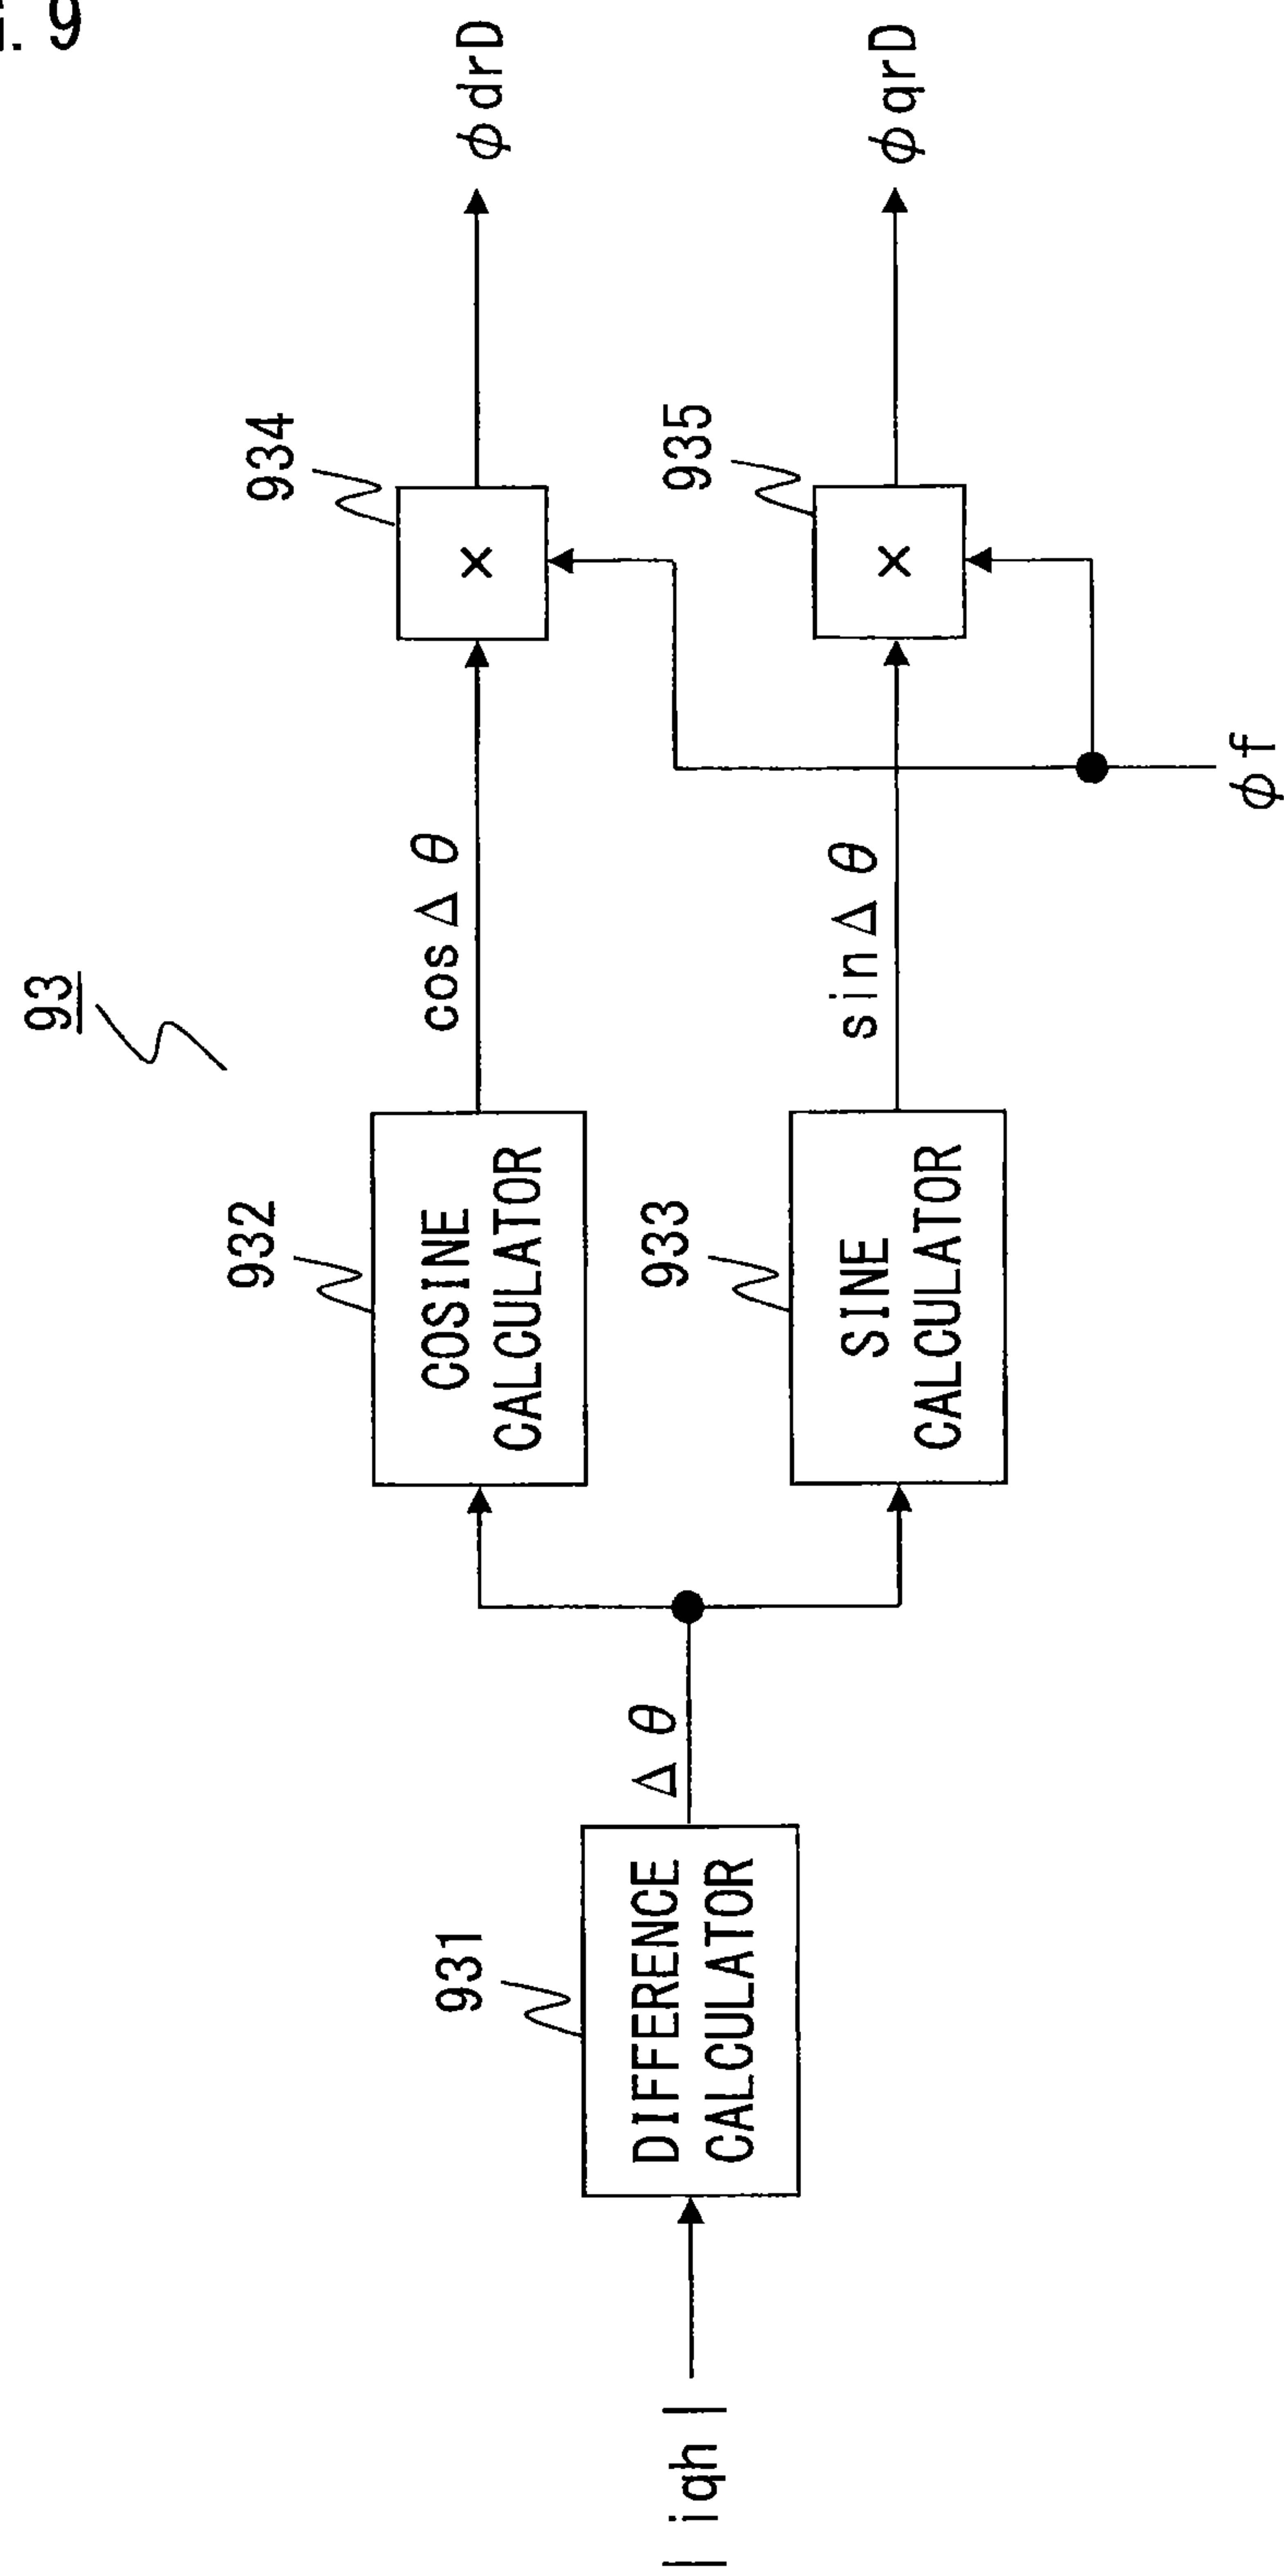 9
93
|iqh|
931
DIFFERENCE
CALCULATOR
Δθ
932
COSINE
CALCULATOR
cosΔθ
934
×
φdrD
933
SINE
CALCULATOR
sinΔθ
935
×
φqrD
φf